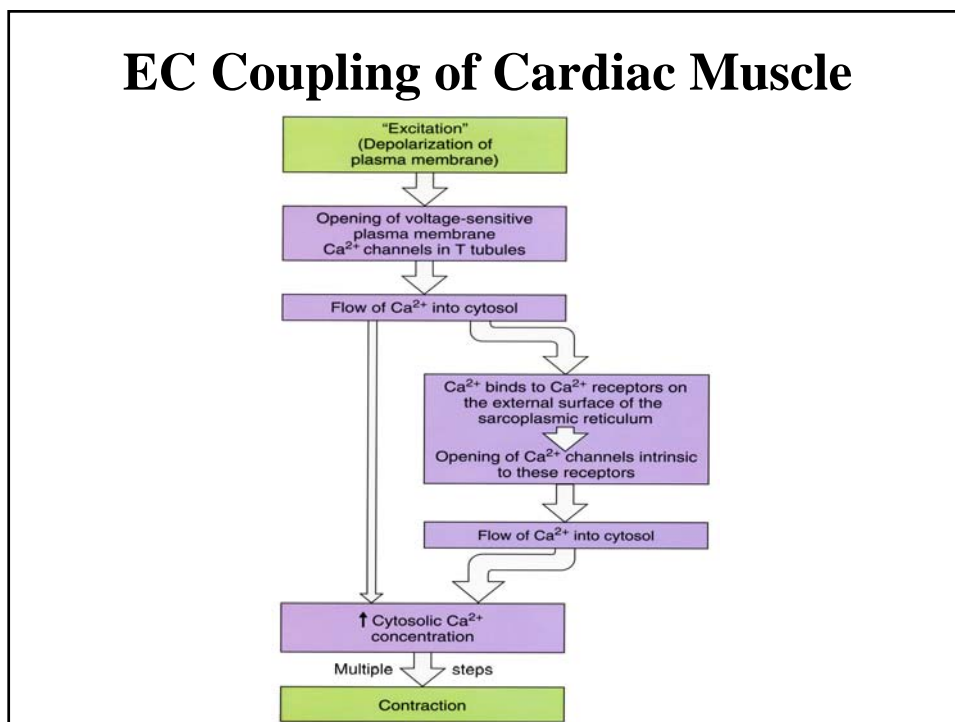 EC Coupling of Cardiac Muscle
"Excitation"
(Depolarization of
plasma membrane)
Opening of voltage-sensitive
plasma membrane
Ca²⁺ channels in T tubules
Flow of Ca²⁺ into cytosol
Ca²⁺ binds to Ca²⁺ receptors on
the external surface of the
sarcoplasmic reticulum
Opening of Ca²⁺ channels intrinsic
to these receptors
Flow of Ca²⁺ into cytosol
↑ Cytosolic Ca²⁺
concentration
Multiple steps
Contraction